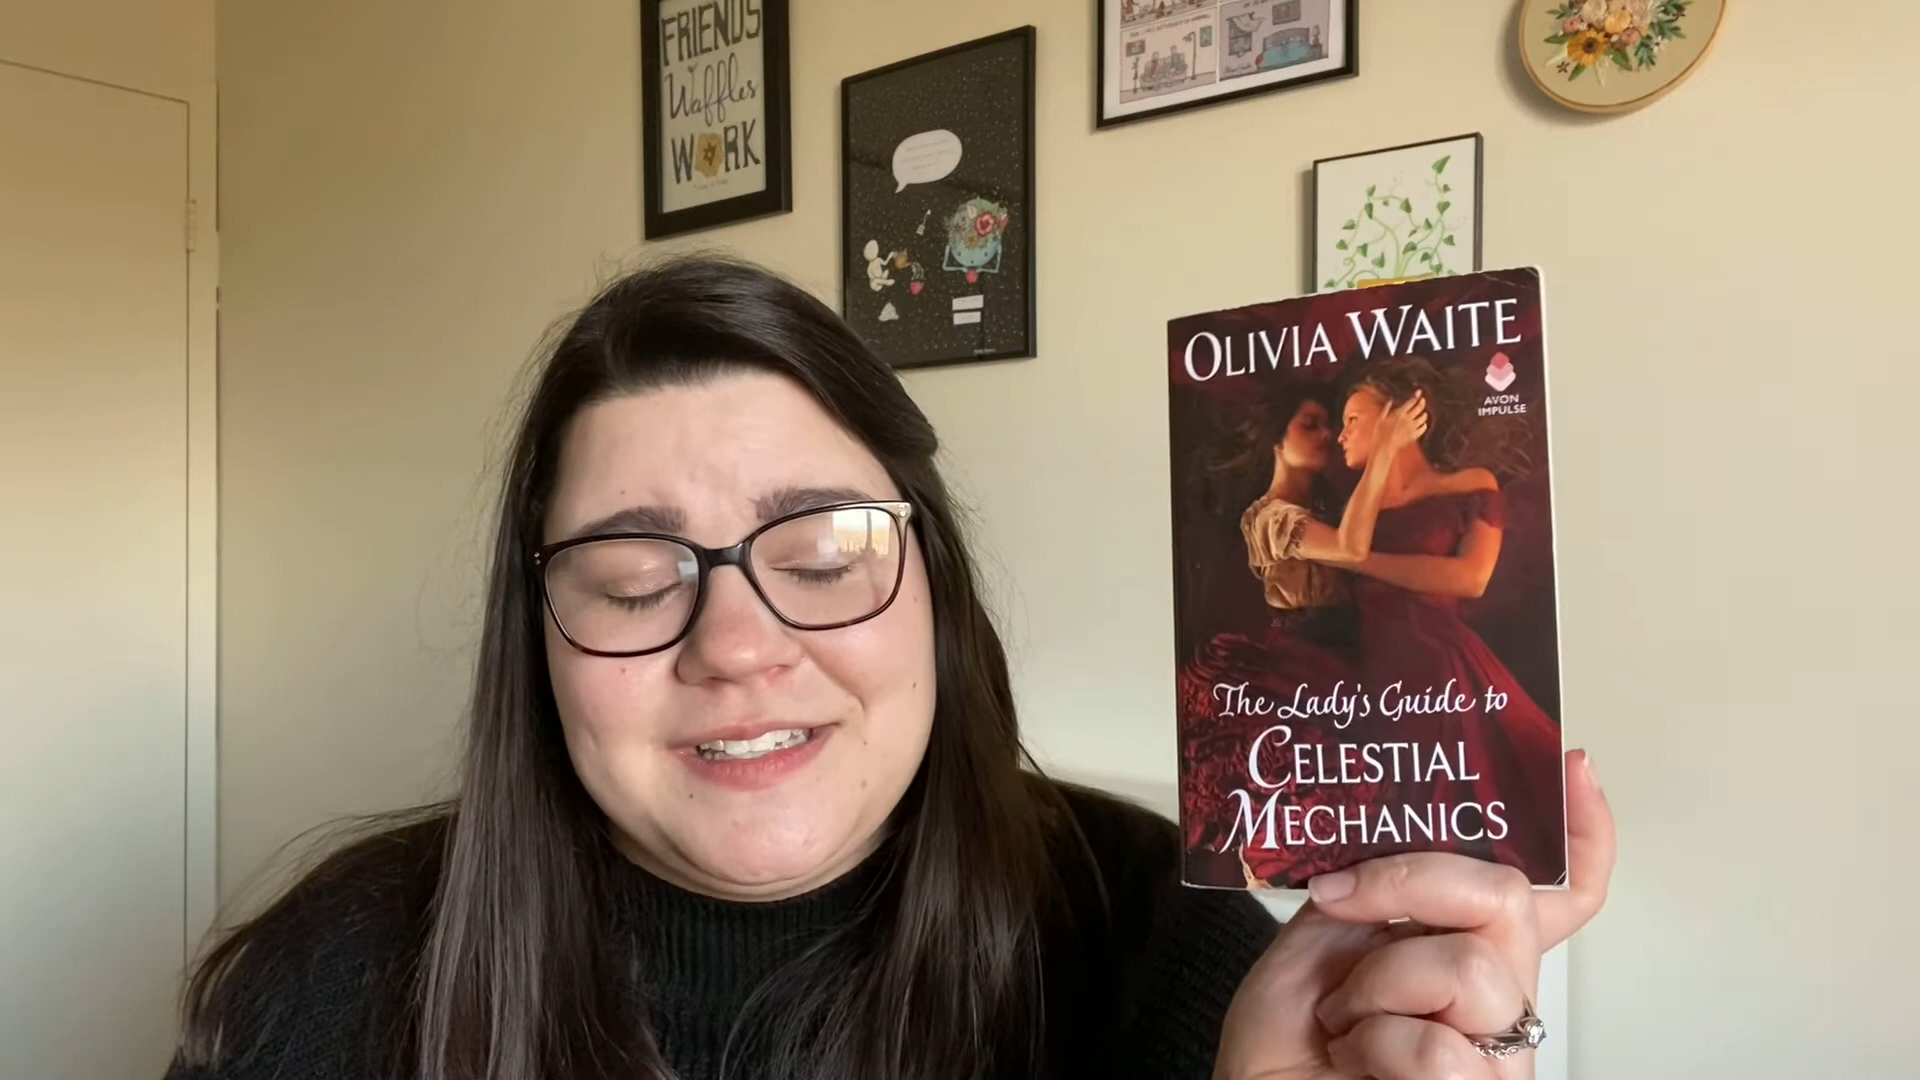 FRIENDS
Waffles
WORK
OLIVIA WAITE
AVON
IMPULSE
The Lady's Guide to
CELESTIAL
MECHANICS